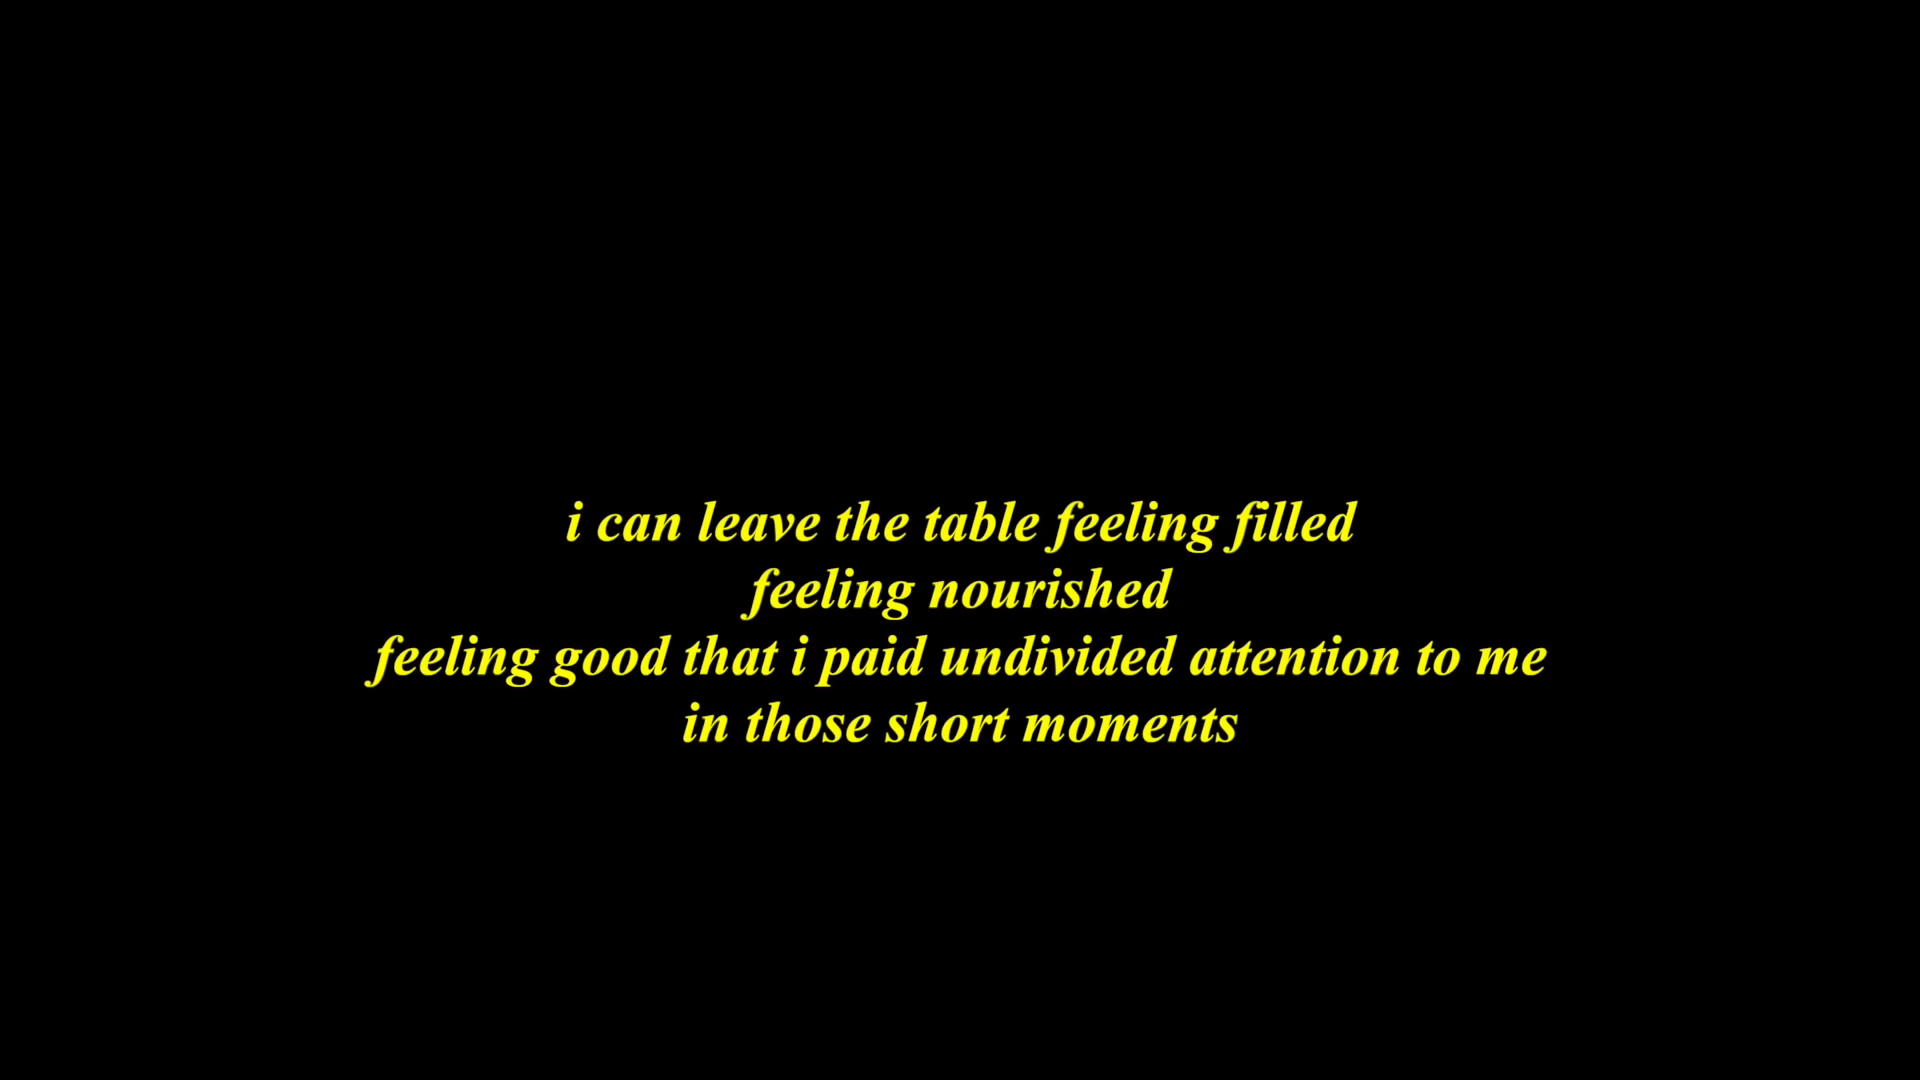 i can leave the table feeling filled
feeling nourished
feeling good that i paid undivided attention to me
in those short moments